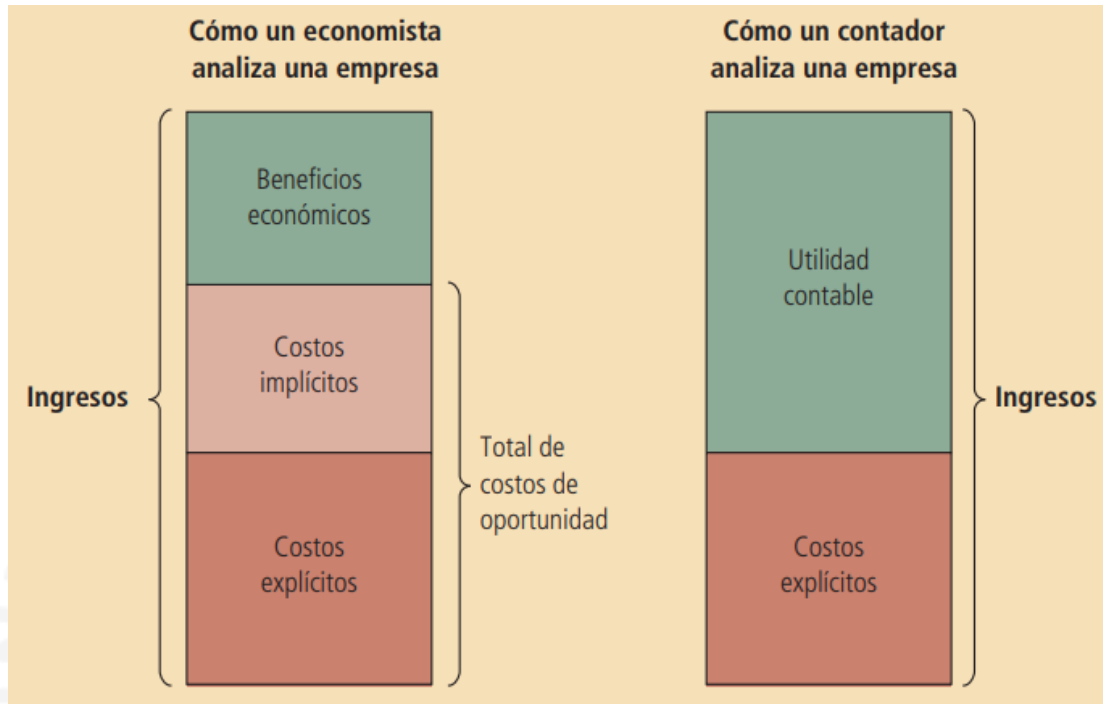 Cómo un economista
analiza una empresa
Beneficios
económicos
Costos
implícitos
Costos
explícitos
Ingresos
Total de
costos de
oportunidad
Cómo un contador
analiza una empresa
Utilidad
contable
Costos
explícitos
Ingresos